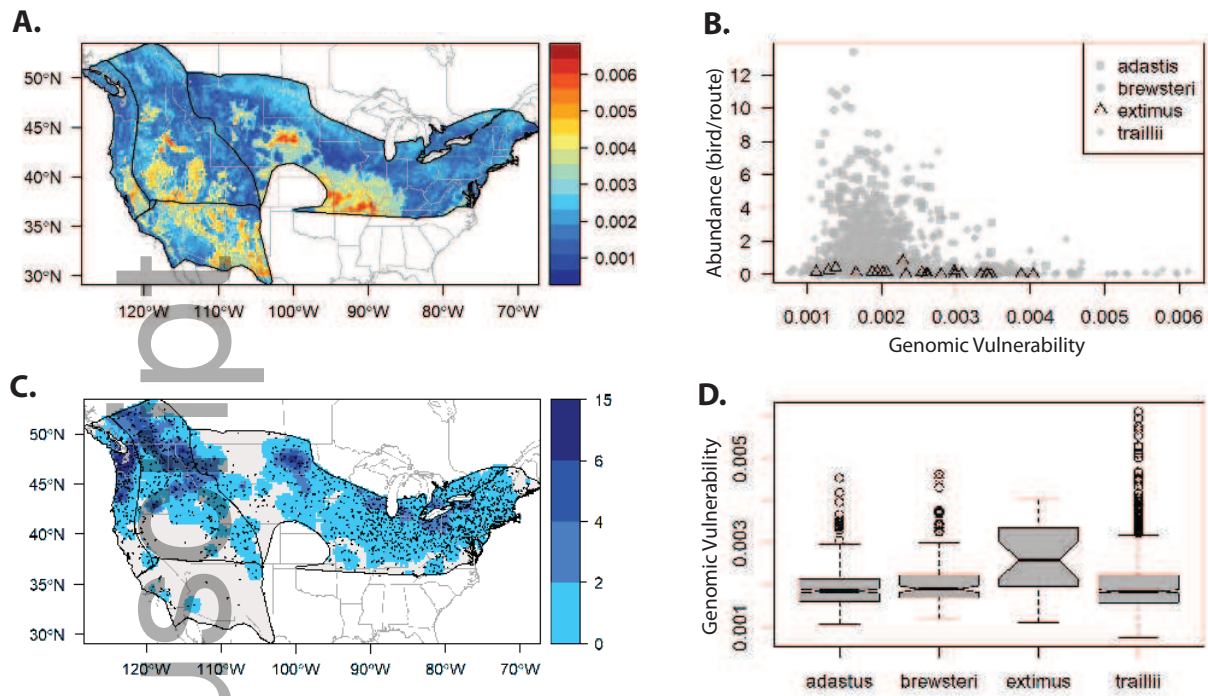 A.
50°N
45°N
40°N
35°N
30°N
120°W
110°W
100°W
90°W
80°W
70°W
0.006
0.005
0.004
0.003
0.002
0.001
B.
Abundance (bird/route)
12
10
8
6
4
2
0
adastis
brewsteri
extimus
traillii
0.001
0.002
0.003
0.004
0.005
0.006
Genomic Vulnerability
C.
50°N
45°N
40°N
35°N
30°N
120°W
110°W
100°W
90°W
80°W
70°W
15
6
4
2
0
D.
Genomic Vulnerability
0.005
0.003
0.001
adastus
brewsteri
extimus
traillii